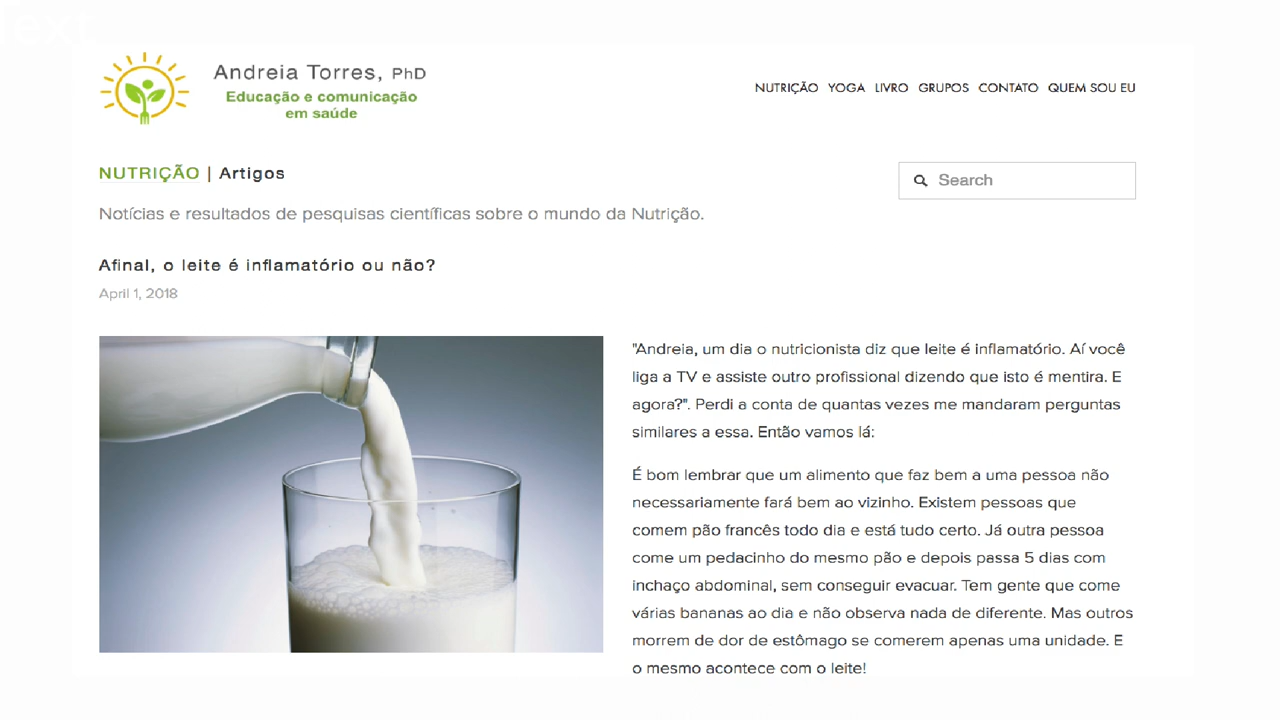 Text
Andreia Torres, PhD
Educação e comunicação
em saúde
NUTRIÇÃO YOGA LIVRO GRUPOS CONTATO QUEM SOU EU
NUTRIÇÃO | Artigos
Search
Notícias e resultados de pesquisas científicas sobre o mundo da Nutrição.
Afinal, o leite é inflamatório ou não?
April 1, 2018
"Andreia, um dia o nutricionista diz que leite é inflamatório. Aí você
liga a TV e assiste outro profissional dizendo que isto é mentira. E
agora?". Perdi a conta de quantas vezes me mandaram perguntas
similares a essa. Então vamos lá:
É bom lembrar que um alimento que faz bem a uma pessoa não
necessariamente fará bem ao vizinho. Existem pessoas que
comem pão francês todo dia e está tudo certo. Já outra pessoa
come um pedacinho do mesmo pão e depois passa 5 dias com
inchaço abdominal, sem conseguir evacuar. Tem gente que come
várias bananas ao dia e não observa nada de diferente. Mas outros
morrem de dor de estômago se comerem apenas uma unidade. E
o mesmo acontece com o leite!